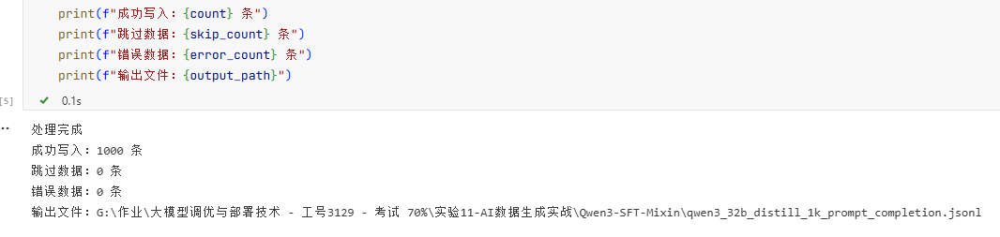 print(f"成功写入：{count} 条")
print(f"跳过数据：{skip_count} 条")
print(f"错误数据：{error_count} 条")
print(f"输出文件：{output_path}")
[5]
0.1s
处理完成
成功写入：1000 条
跳过数据：0 条
错误数据：0 条
输出文件：G:\作业\大模型调优与部署技术 - 工号3129 - 考试 70%\实验11-AI数据生成实战\Qwen3-SFT-Mixin\qwen3_32b_distill_1k_prompt_completion.jsonl